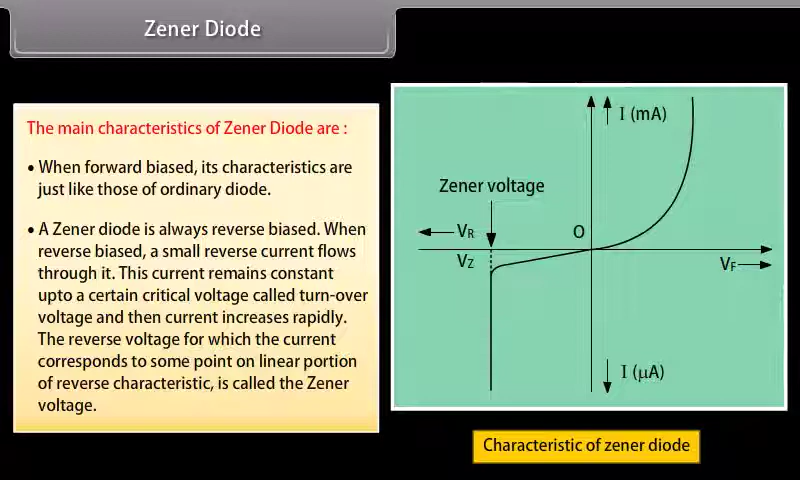 Zener Diode
The main characteristics of Zener Diode are :
• When forward biased, its characteristics are
just like those of ordinary diode.
• A Zener diode is always reverse biased. When
reverse biased, a small reverse current flows
through it. This current remains constant
upto a certain critical voltage called turn-over
voltage and then current increases rapidly.
The reverse voltage for which the current
corresponds to some point on linear portion
of reverse characteristic, is called the Zener
voltage.
I (mA)
Zener voltage
VR
O
VZ
VF
I (μA)
Characteristic of zener diode